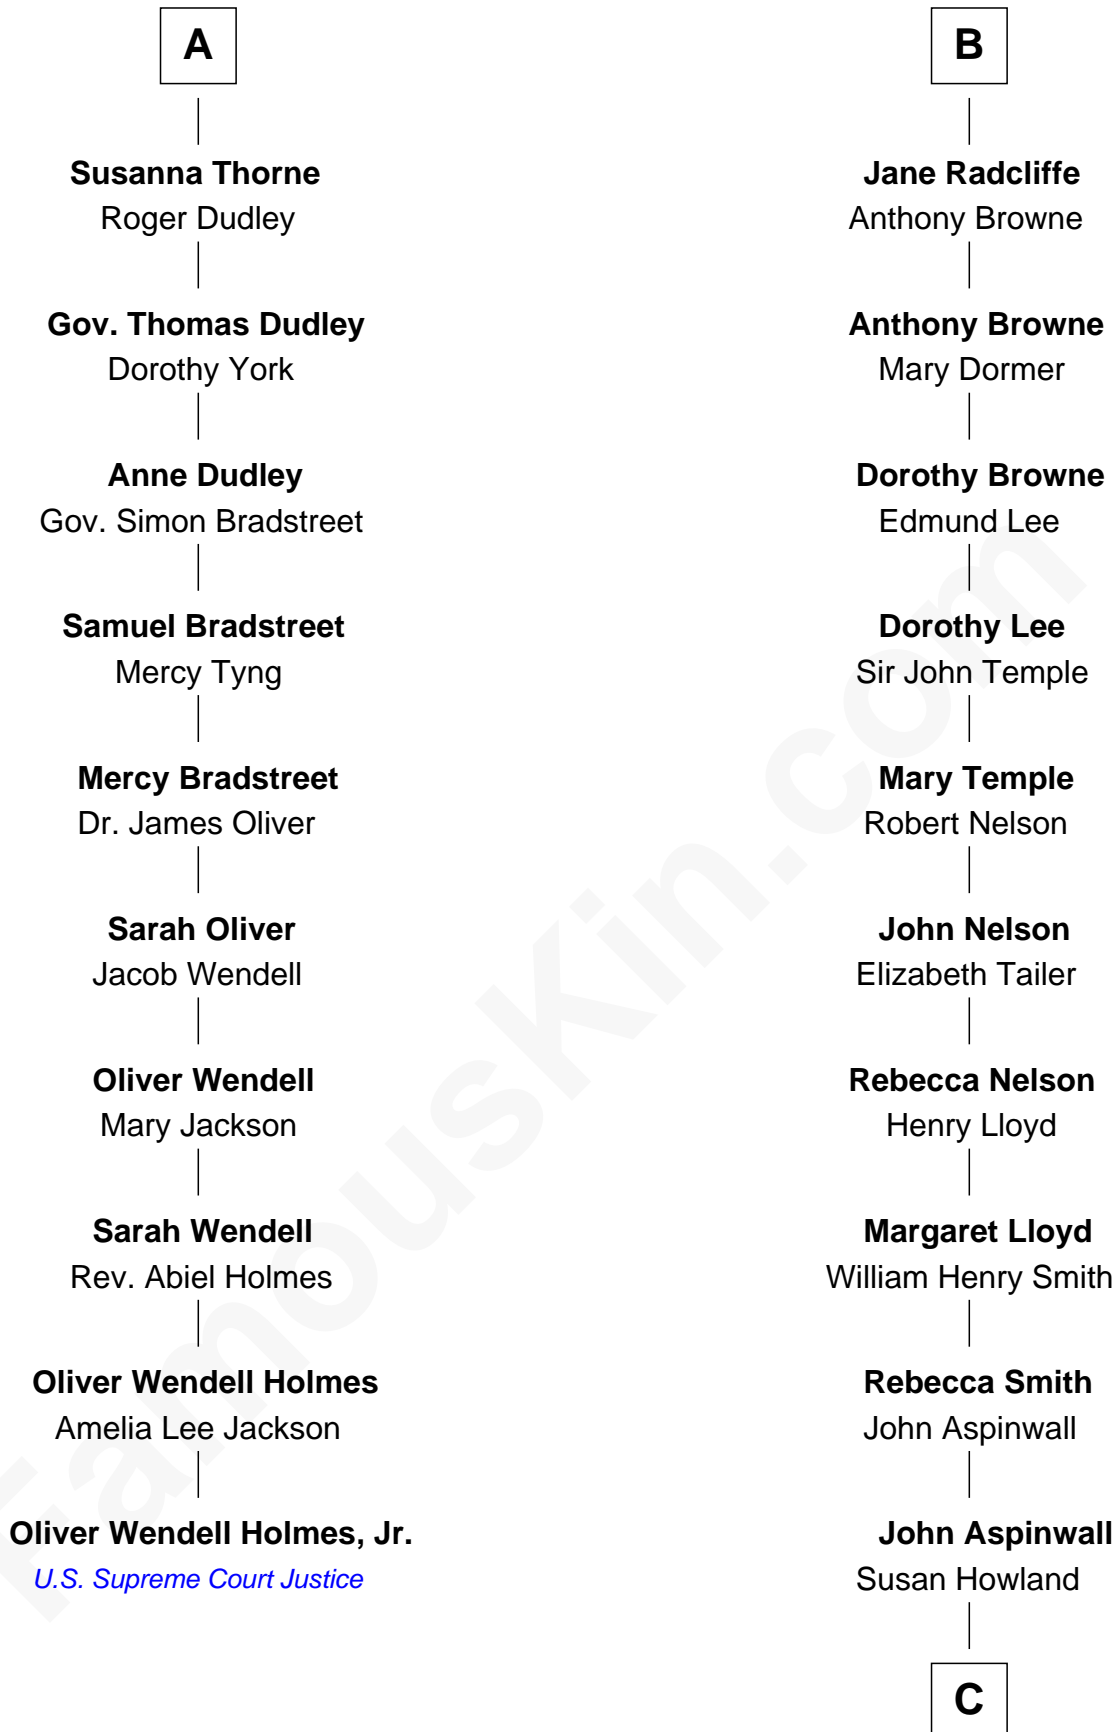 A
Susanna Thorne
Roger Dudley
Gov. Thomas Dudley
Dorothy York
Anne Dudley
Gov. Simon Bradstreet
Samuel Bradstreet
Mercy Tyng
Mercy Bradstreet
Dr. James Oliver
Sarah Oliver
Jacob Wendell
Oliver Wendell
Mary Jackson
Sarah Wendell
Rev. Abiel Holmes
Oliver Wendell Holmes
Amelia Lee Jackson
Oliver Wendell Holmes, Jr.
U.S. Supreme Court Justice
B
Jane Radcliffe
Anthony Browne
Anthony Browne
Mary Dormer
Dorothy Browne
Edmund Lee
Dorothy Lee
Sir John Temple
Mary Temple
Robert Nelson
John Nelson
Elizabeth Tailer
Rebecca Nelson
Henry Lloyd
Margaret Lloyd
William Henry Smith
Rebecca Smith
John Aspinwall
John Aspinwall
Susan Howland
C
FamousKin.com